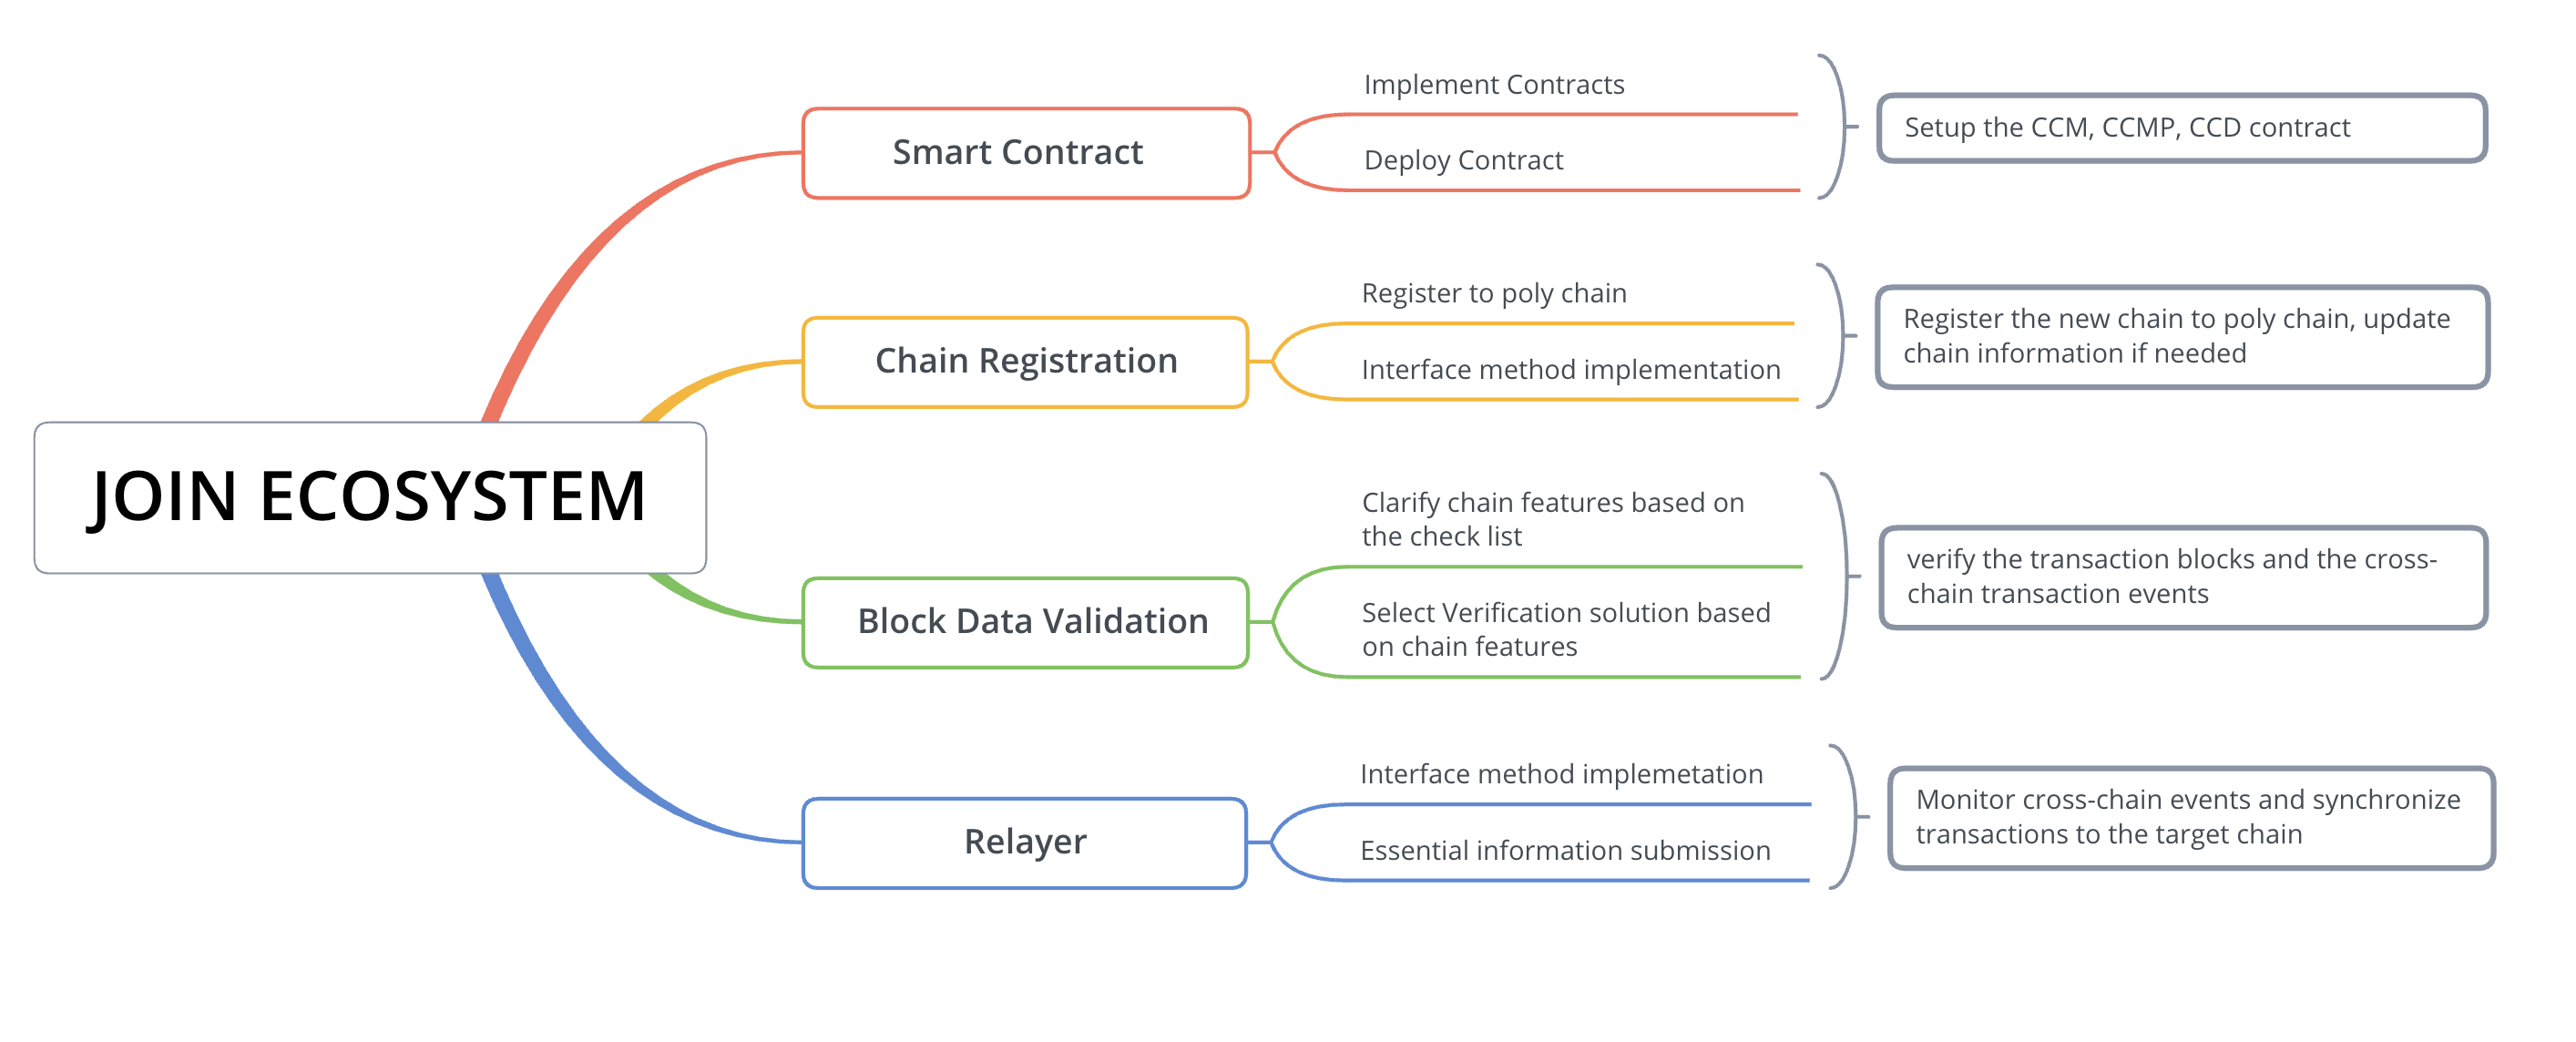 JOIN ECOSYSTEM
Smart Contract
Implement Contracts
Deploy Contract
Setup the CCM, CCMP, CCD contract
Chain Registration
Register to poly chain
Interface method implementation
Register the new chain to poly chain, update
chain information if needed
Block Data Validation
Clarify chain features based on
the check list
Select Verification solution based
on chain features
verify the transaction blocks and the cross-
chain transaction events
Relayer
Interface method implemetation
Essential information submission
Monitor cross-chain events and synchronize
transactions to the target chain